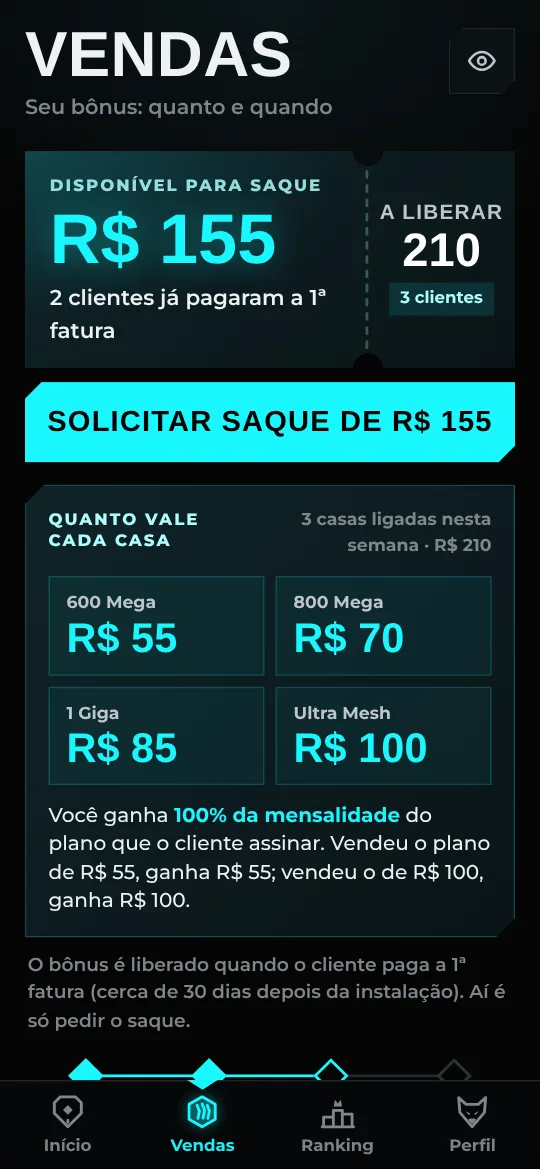 VENDAS
Seu bônus: quanto e quando
DISPONÍVEL PARA SAQUE
R$ 155
2 clientes já pagaram a 1ª
fatura
A LIBERAR
210
3 clientes
SOLICITAR SAQUE DE R$ 155
QUANTO VALE
CADA CASA
3 casas ligadas nesta
semana · R$ 210
600 Mega
R$ 55
800 Mega
R$ 70
1 Giga
R$ 85
Ultra Mesh
R$ 100
Você ganha 100% da mensalidade do
plano que o cliente assinar. Vendeu o plano
de R$ 55, ganha R$ 55; vendeu o de R$ 100,
ganha R$ 100.
O bônus é liberado quando o cliente paga a 1ª
fatura (cerca de 30 dias depois da instalação). Aí é
só pedir o saque.
Início
Vendas
Ranking
Perfil